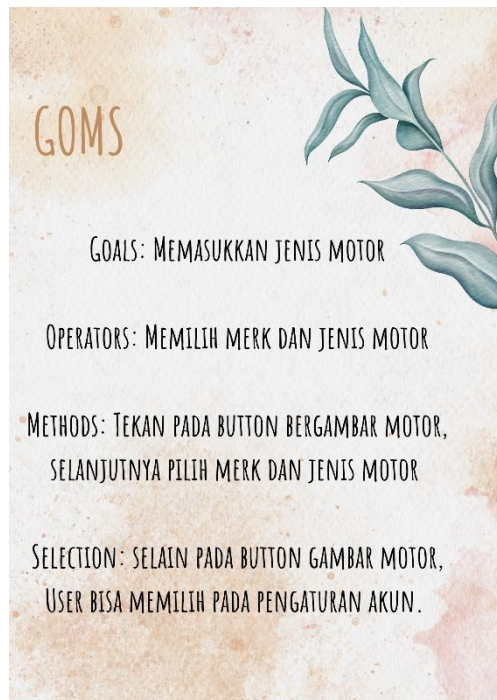 GOMS
GOALS: MEMASUKKAN JENIS MOTOR
OPERATORS: MEMILIH MERK DAN JENIS MOTOR
METHODS: TEKAN PADA BUTTON BERGAMBAR MOTOR,
SELANJUTNYA PILIH MERK DAN JENIS MOTOR
SELECTION: SELAIN PADA BUTTON GAMBAR MOTOR,
USER BISA MEMILIH PADA PENGATURAN AKUN.